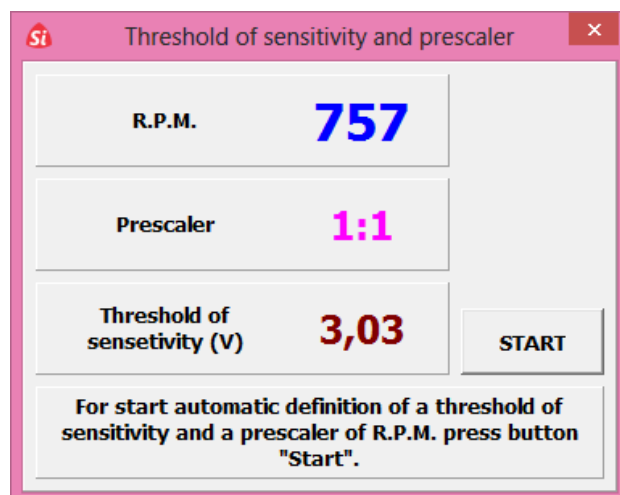 Si
Threshold of sensitivity and prescaler
×
R.P.M.
757
Prescaler
1:1
Threshold of
sensetivity (V)
3,03
START
For start automatic definition of a threshold of
sensitivity and a prescaler of R.P.M. press button
"Start".